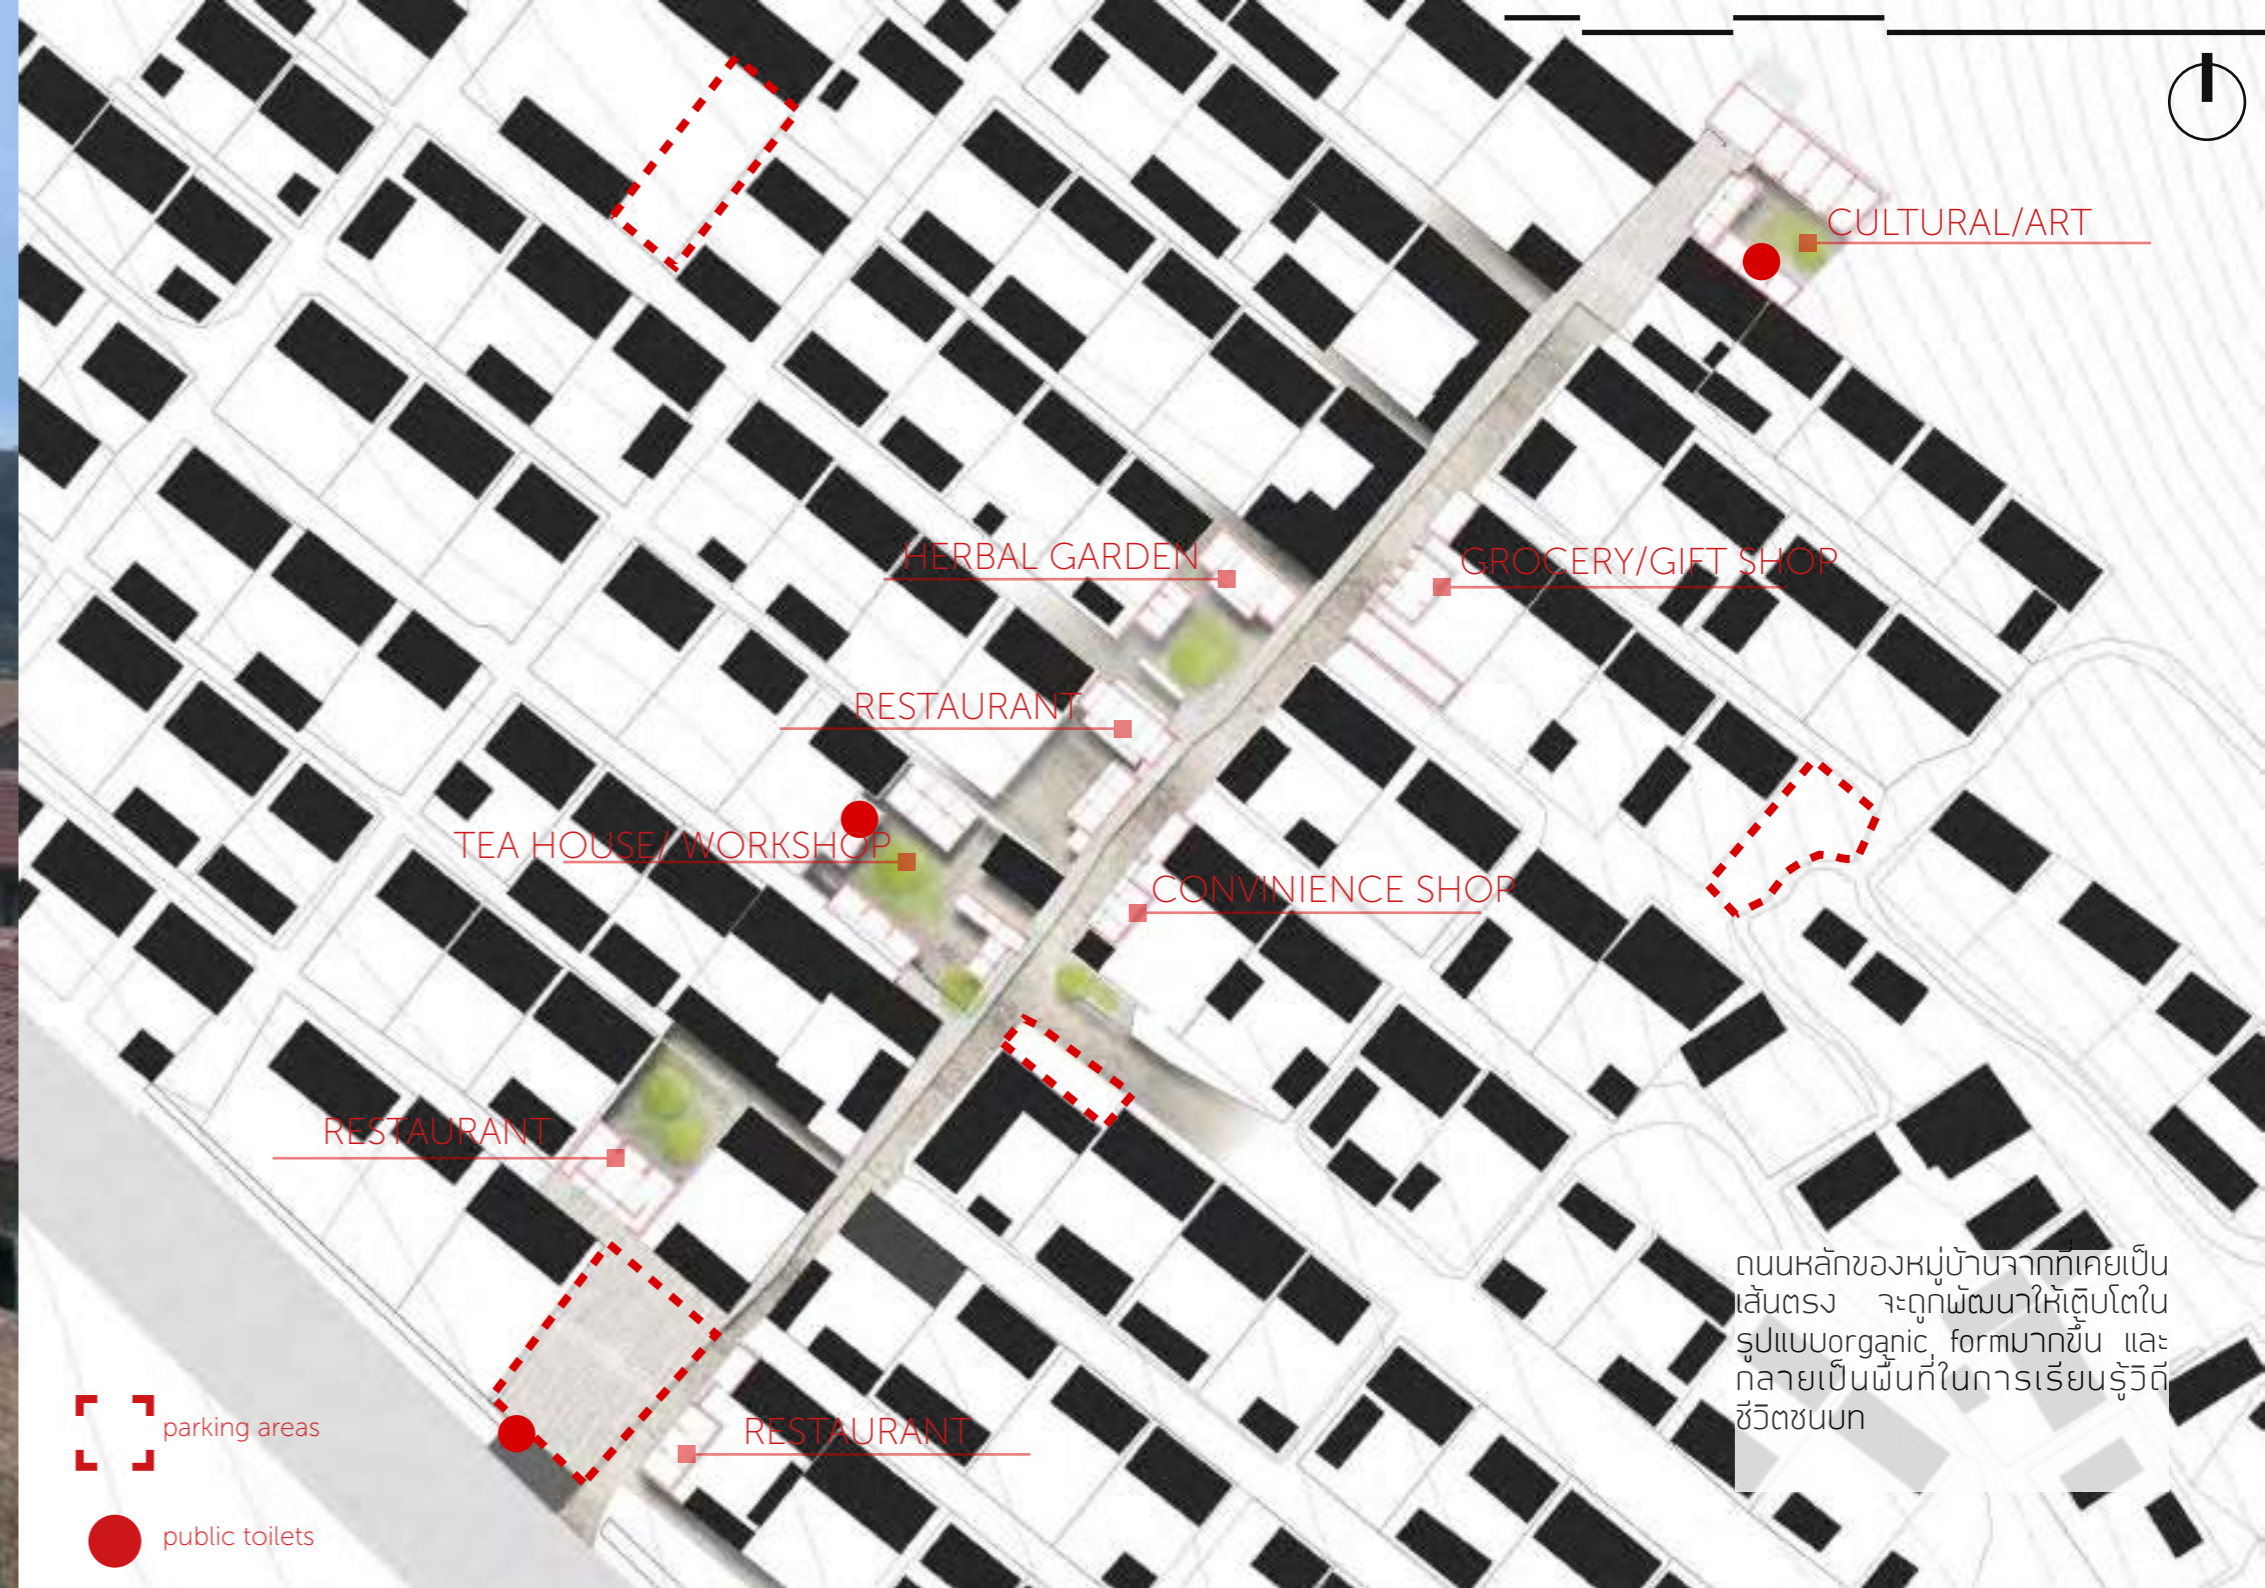 CULTURAL/ART
HERBAL GARDEN
GROCERY/GIFT SHOP
RESTAURANT
TEA HOUSE/ WORKSHOP
CONVINIENCE SHOP
RESTAURANT
RESTAURANT
parking areas
public toilets
ถนนหลักของหมู่บ้านจากที่เคยเป็น
เส้นตรง จะถูกพัฒนาให้เติบโตใน
รูปแบบorganic formมากขึ้น และ
กลายเป็นพื้นที่ในการเรียนรู้วิถี
ชีวิตชนบท